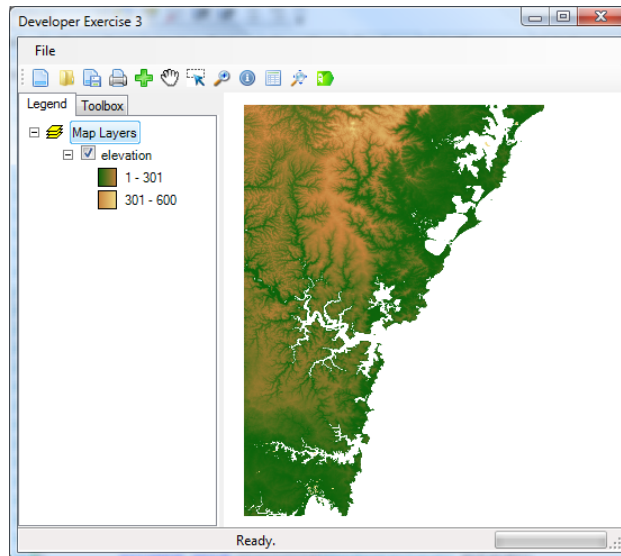 Developer Exercise 3
File
Legend Toolbox
Map Layers
elevation
1 - 301
301 - 600
Ready.